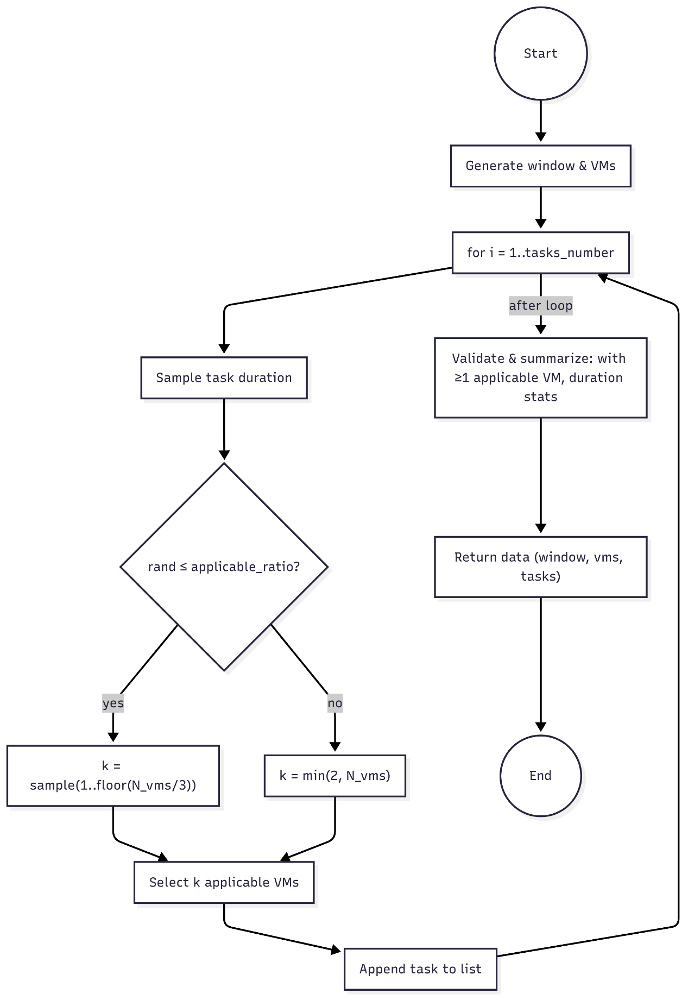 Start
Generate window & VMs
for i = 1..tasks_number
after loop
Sample task duration
Validate & summarize: with
≥1 applicable VM, duration
stats
rand ≤ applicable_ratio?
Return data (window, vms,
tasks)
yes
no
k =
sample(1..floor(N_vms/3))
k = min(2, N_vms)
End
Select k applicable VMs
Append task to list